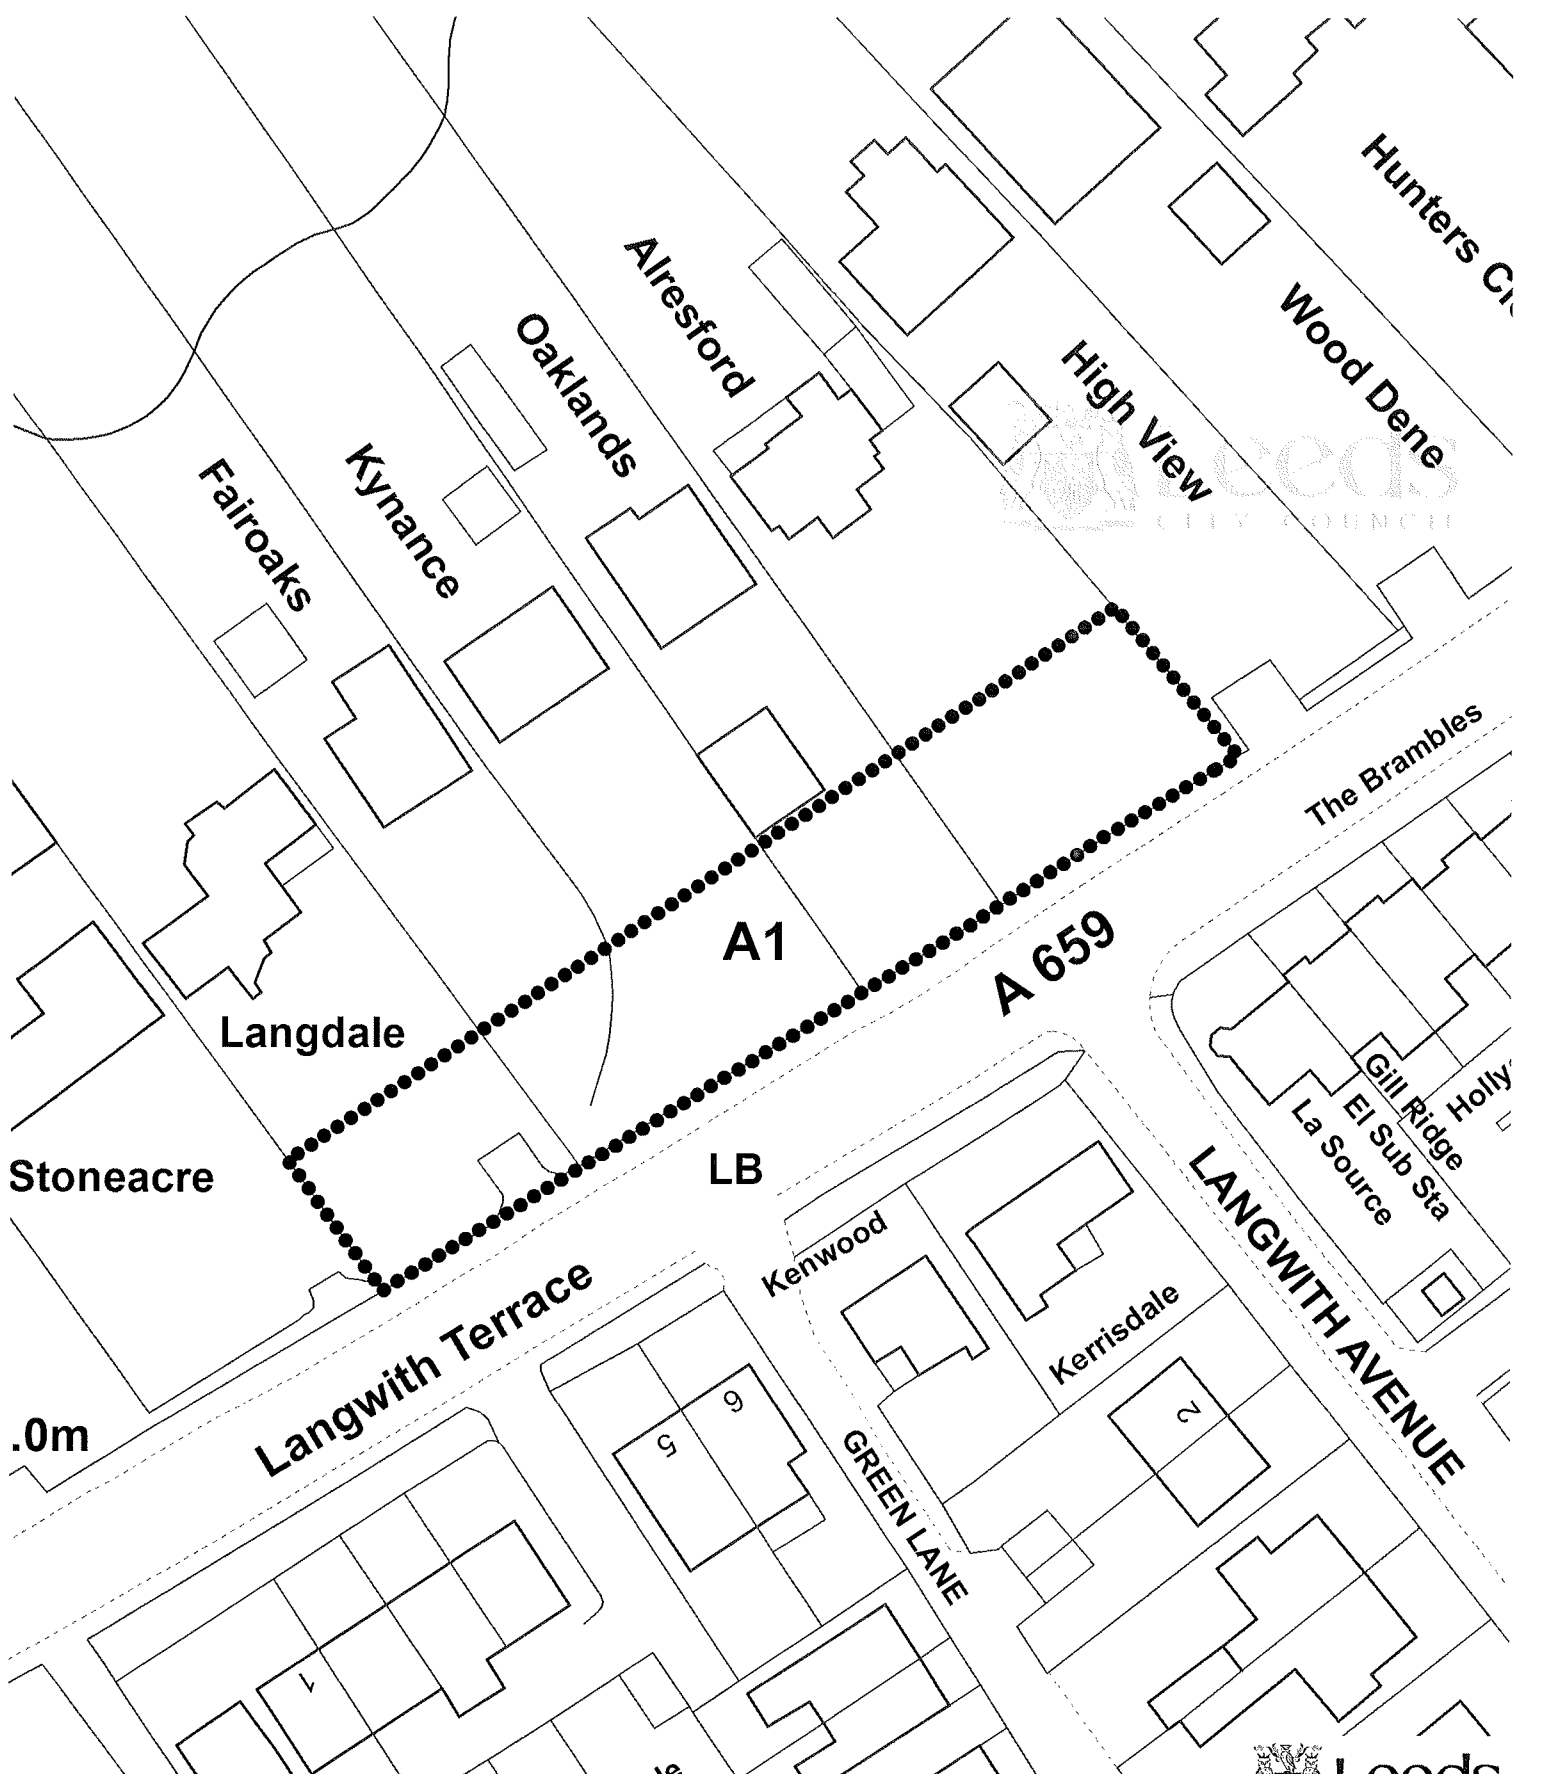 Hunters
Alresford
Wood Dene
Oaklands
High View
Leeds
CITY COUNCIL
Kynance
Fairoaks
The Brambles
A1
A 659
Langdale
Gill Ridge
Holly
El Sub Sta
La Source
LB
Stoneacre
LANGWITH AVENUE
Kenwood
Kerrisdale
Langwith Terrace
6
5
2
.0m
GREEN LANE
1
Leeds